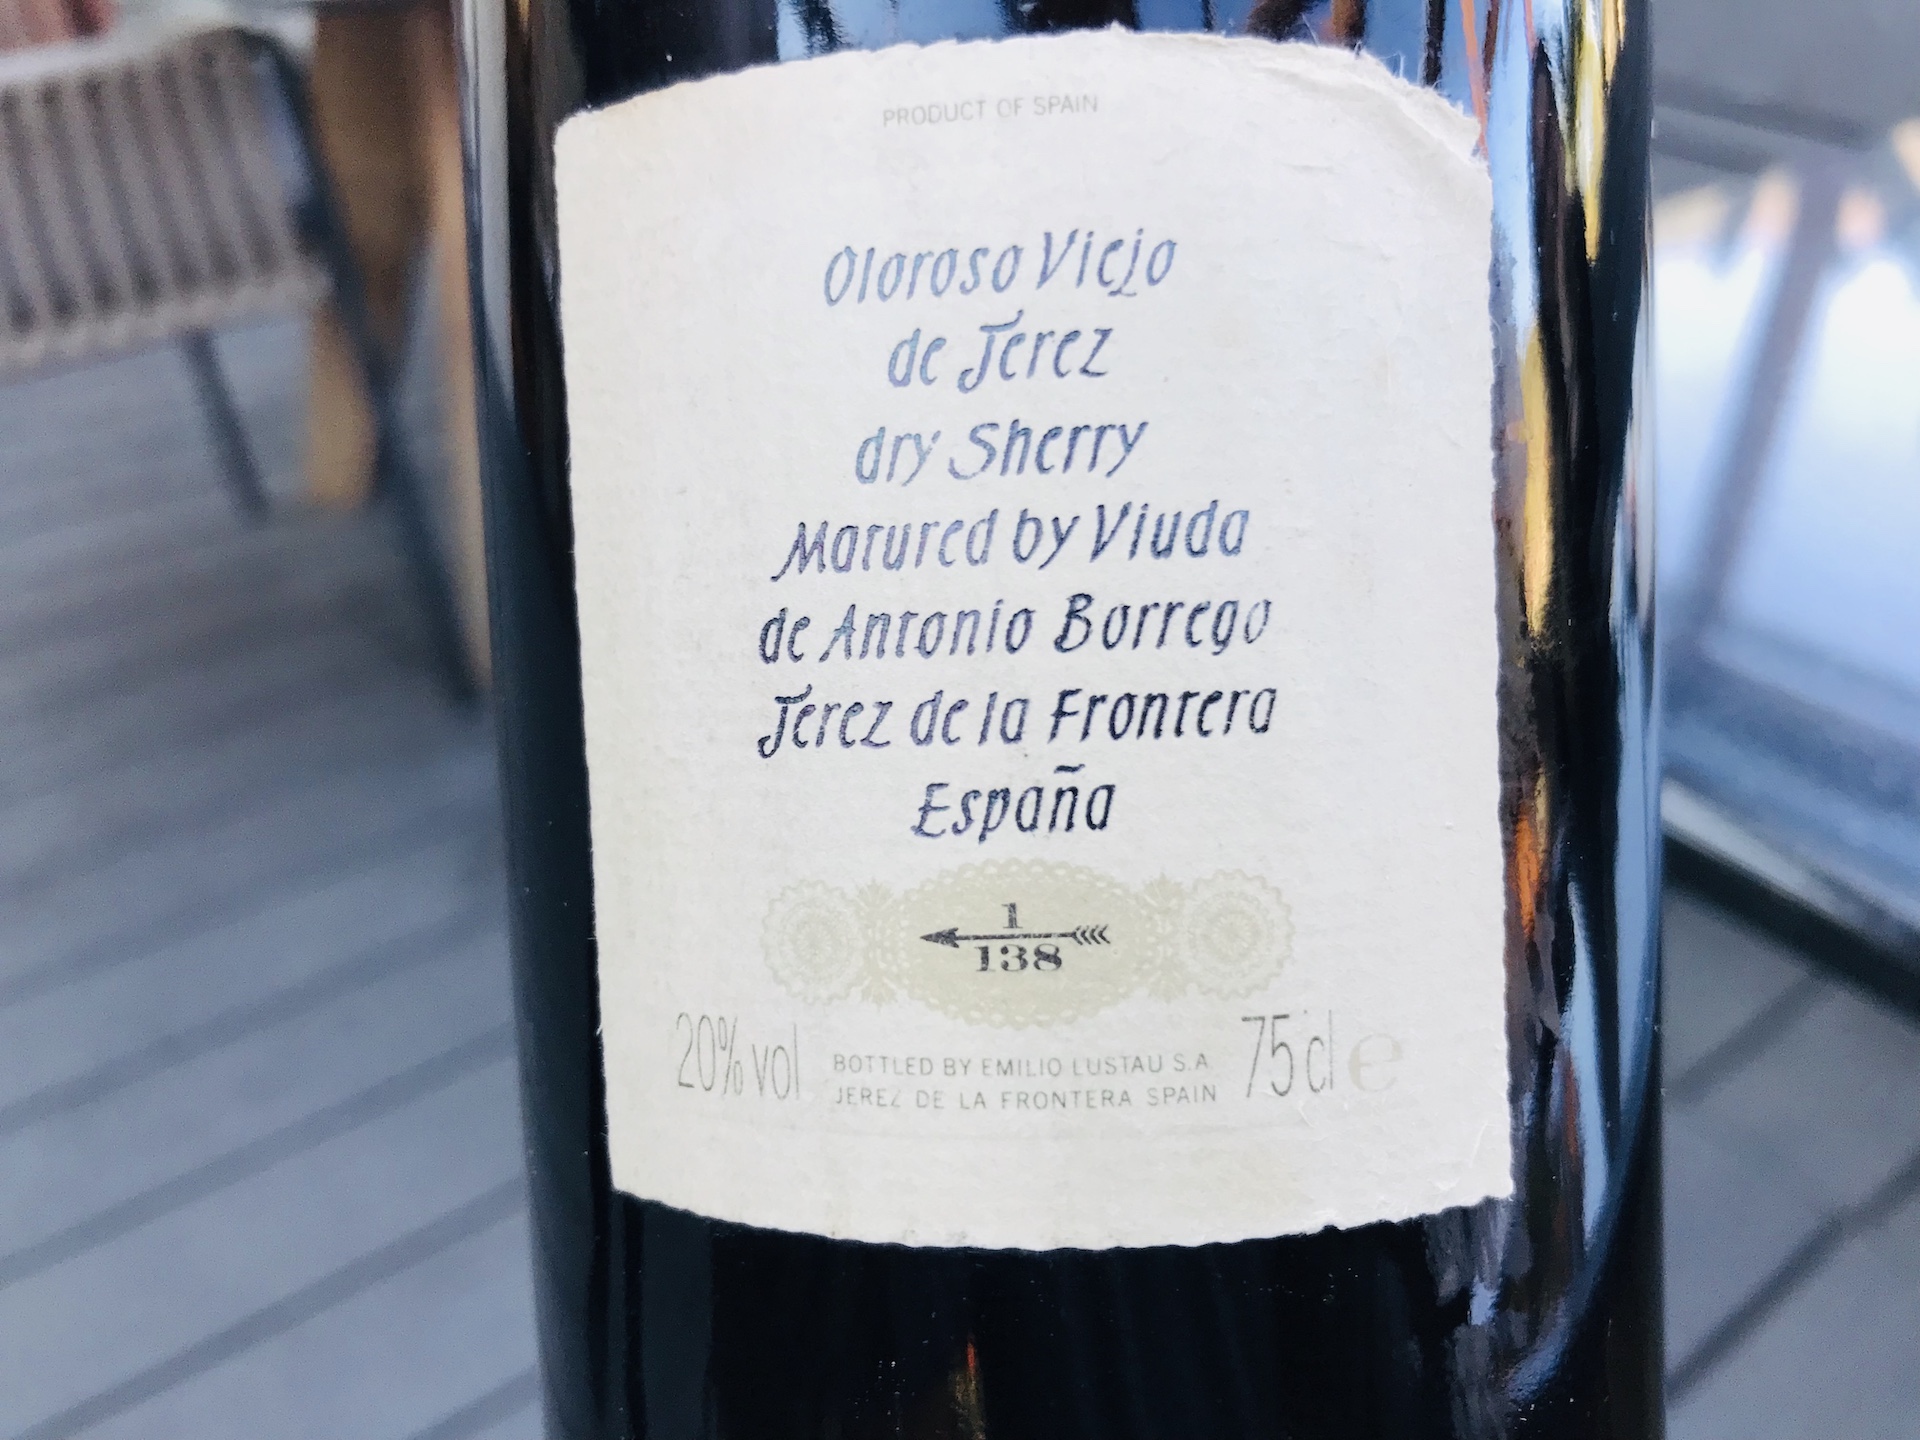 PRODUCT OF SPAIN
Oloroso Viejo
de Jerez
dry Sherry
Matured by Viuda
de Antonio Borrego
Jerez de la Frontera
España
1
138
20% vol
BOTTLED BY EMILIO LUSTAU S.A.
JEREZ DE LA FRONTERA SPAIN
75 cl e